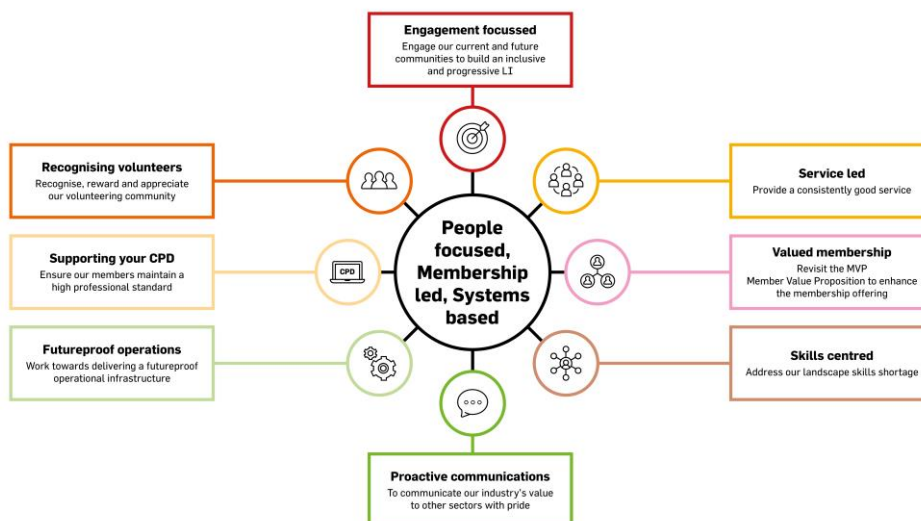 Engagement focussed
Engage our current and future
communities to build an inclusive
and progressive LI
Recognising volunteers
Recognise, reward and appreciate
our volunteering community
Service led
Provide a consistently good service
People
focused,
Membership
led, Systems
based
Supporting your CPD
Ensure our members maintain a
high professional standard
CPD
Valued membership
Revisit the MVP
Member Value Proposition to enhance
the membership offering
Futureproof operations
Work towards delivering a futureproof
operational infrastructure
Skills centred
Address our landscape skills shortage
Proactive communications
To communicate our industry's value
to other sectors with pride